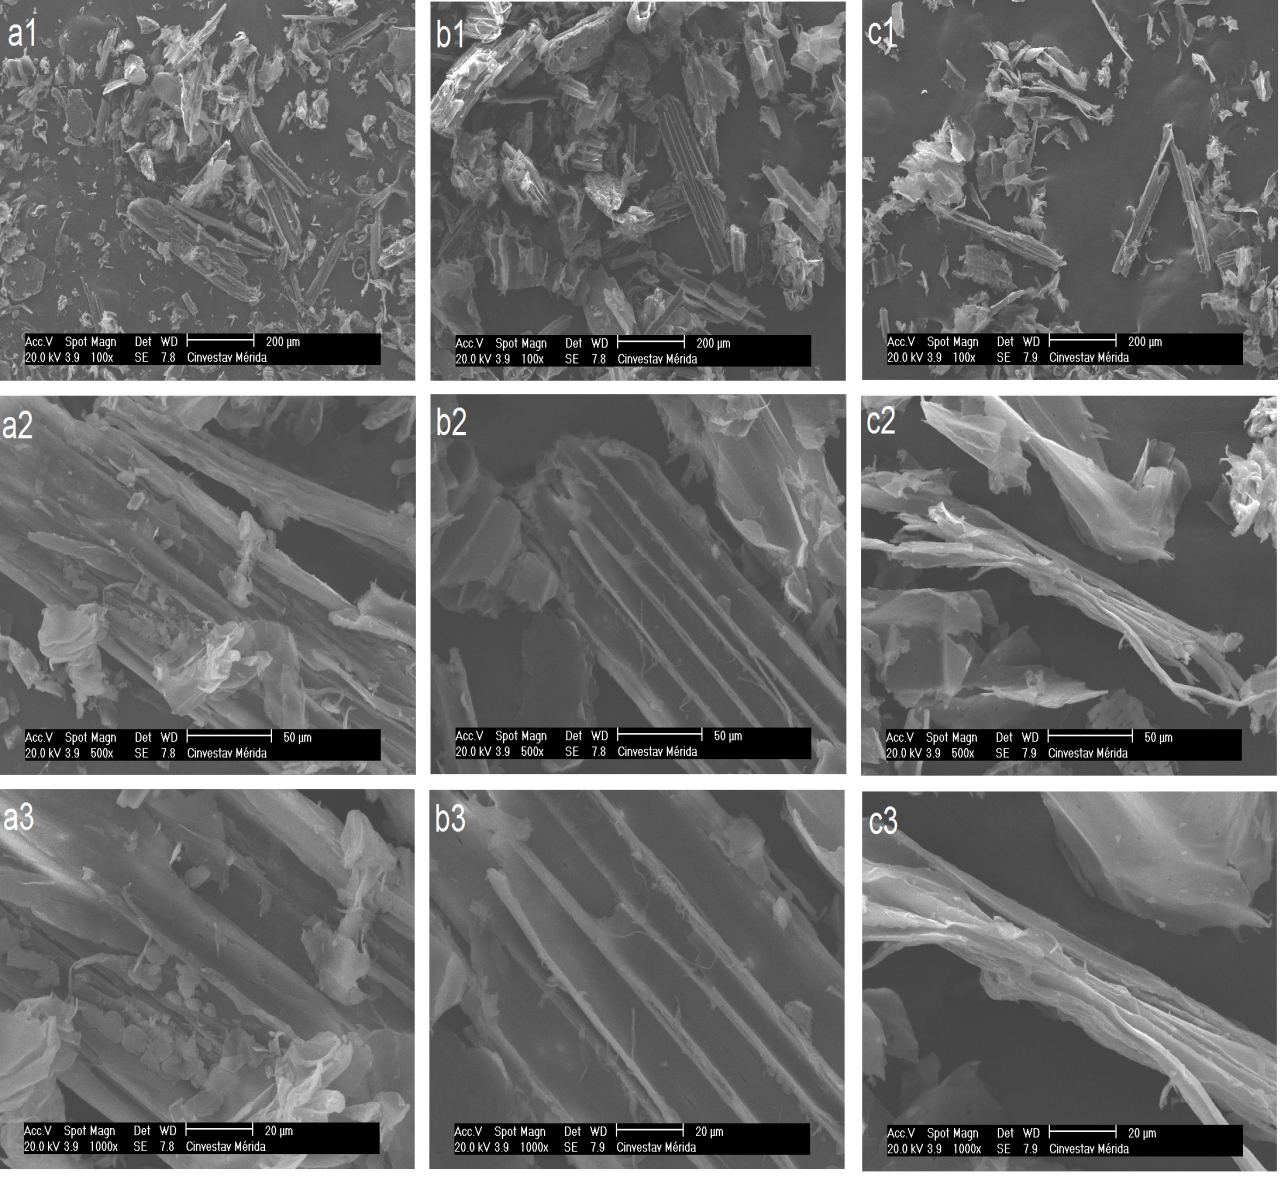 a1
Acc.V Spot Magn Det WD 200 µm
20.0 kV 3.9 100x SE 7.8 Cinvestav Mérida
b1
Acc.V Spot Magn Det WD 200 µm
20.0 kV 3.9 100x SE 7.8 Cinvestav Mérida
c1
Acc.V Spot Magn Det WD 200 µm
20.0 kV 3.9 100x SE 7.9 Cinvestav Mérida
a2
Acc.V Spot Magn Det WD 50 µm
20.0 kV 3.9 500x SE 7.8 Cinvestav Mérida
b2
Acc.V Spot Magn Det WD 50 µm
20.0 kV 3.9 500x SE 7.8 Cinvestav Mérida
c2
Acc.V Spot Magn Det WD 50 µm
20.0 kV 3.9 500x SE 7.9 Cinvestav Mérida
a3
Acc.V Spot Magn Det WD 20 µm
20.0 kV 3.9 1000x SE 7.8 Cinvestav Mérida
b3
Acc.V Spot Magn Det WD 20 µm
20.0 kV 3.9 1000x SE 7.9 Cinvestav Mérida
c3
Acc.V Spot Magn Det WD 20 µm
20.0 kV 3.9 1000x SE 7.9 Cinvestav Mérida